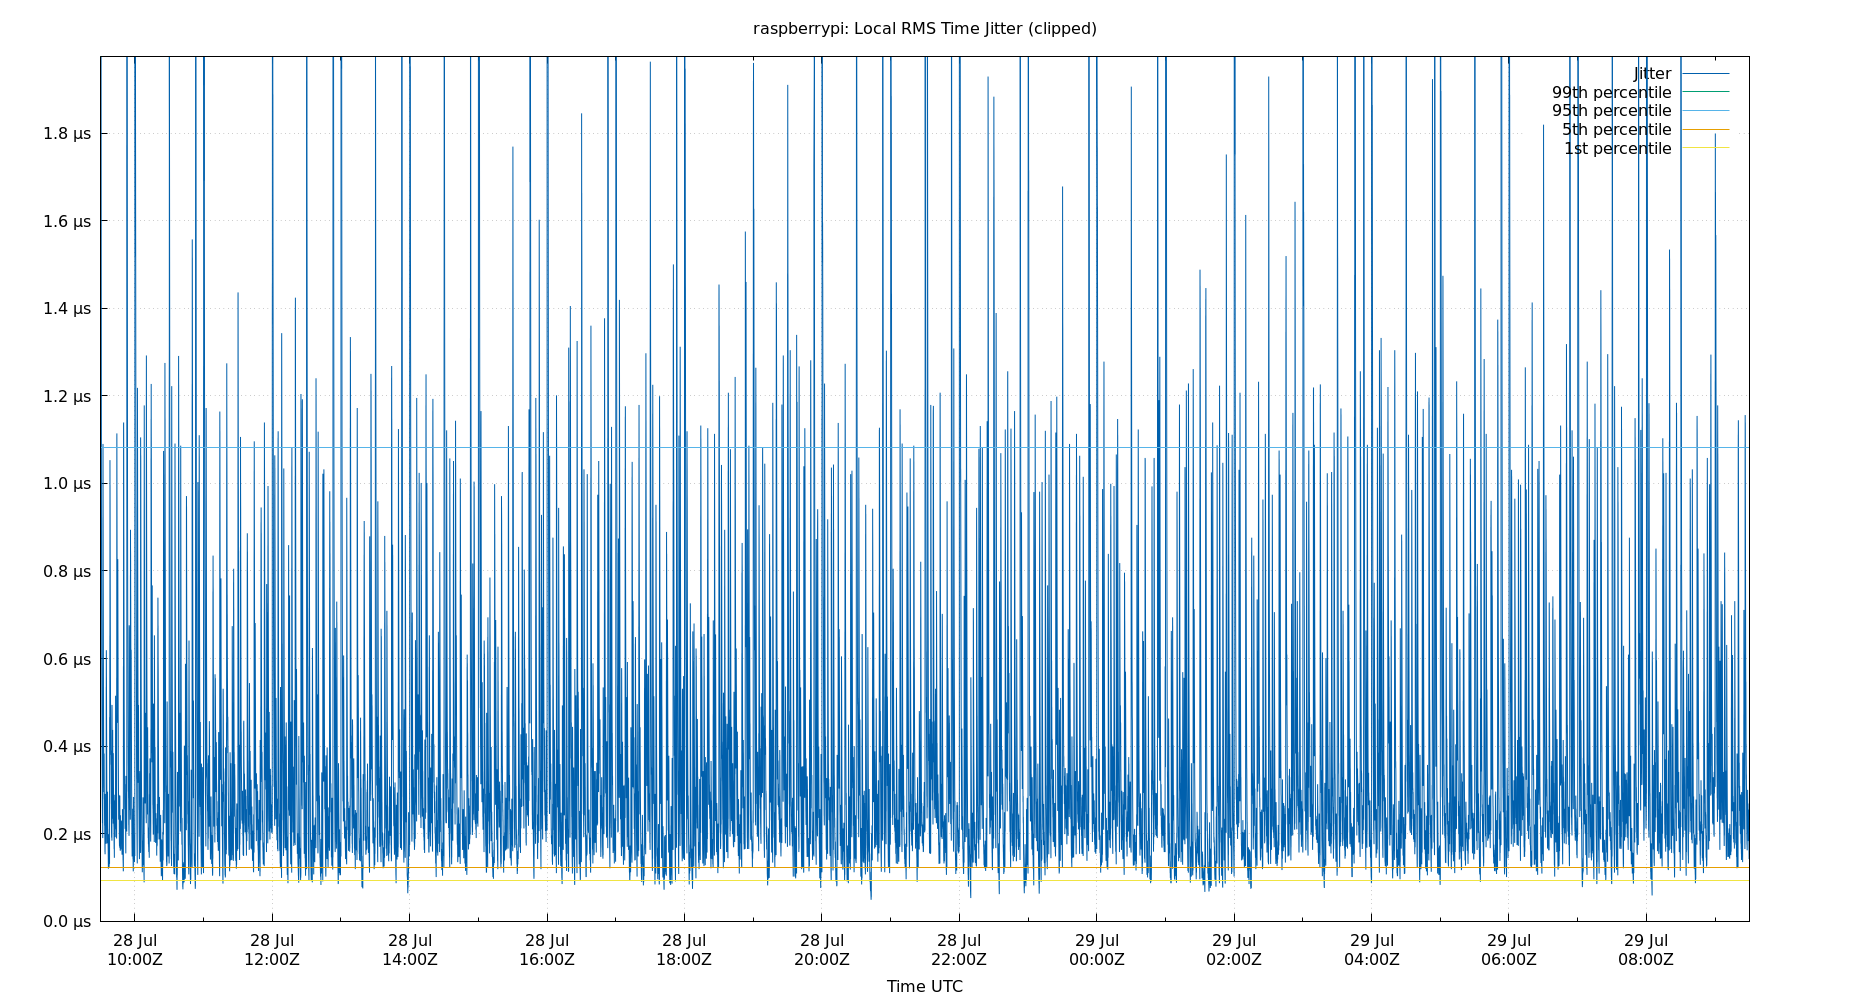 raspberrypi: Local RMS Time Jitter (clipped)
Jitter
99th percentile
95th percentile
5th percentile
1st percentile
1.8 µs
1.6 µs
1.4 µs
1.2 µs
1.0 µs
0.8 µs
0.6 µs
0.4 µs
0.2 µs
0.0 µs
28 Jul 28 Jul 28 Jul 28 Jul 28 Jul 28 Jul 28 Jul 29 Jul 29 Jul 29 Jul 29 Jul 29 Jul
10:00Z 12:00Z 14:00Z 16:00Z 18:00Z 20:00Z 22:00Z 00:00Z 02:00Z 04:00Z 06:00Z 08:00Z
Time UTC